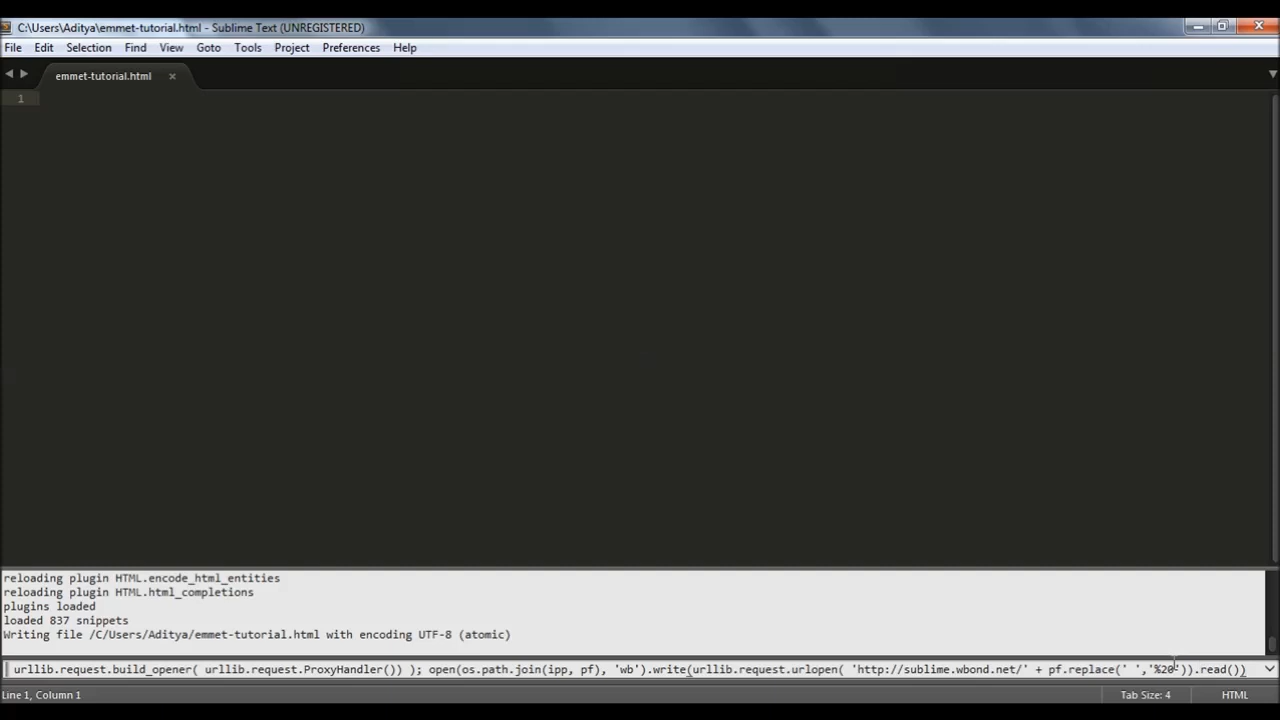 C:\Users\Aditya\emmet-tutorial.html - Sublime Text (UNREGISTERED)
File Edit Selection Find View Goto Tools Project Preferences Help
emmet-tutorial.html
1
reloading plugin HTML.encode_html_entities
reloading plugin HTML.html_completions
plugins loaded
loaded 837 snippets
Writing file /C/Users/Aditya/emmet-tutorial.html with encoding UTF-8 (atomic)
urllib.request.build_opener( urllib.request.ProxyHandler()) ); open(os.path.join(ipp, pf), 'wb').write(urllib.request.urlopen( 'http://sublime.wbond.net/' + pf.replace(' ','%20')).read())
Line 1, Column 1 Tab Size: 4 HTML